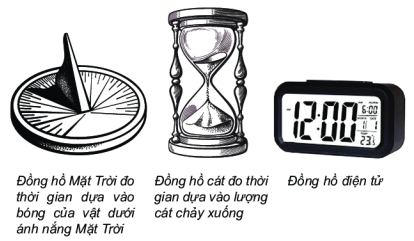 12:00
6:00
1
23.5
Đồng hồ Mặt Trời đo
thời gian dựa vào
bóng của vật dưới
ánh nắng Mặt Trời
Đồng hồ cát đo thời
gian dựa vào lượng
cát chảy xuống
Đồng hồ điện tử